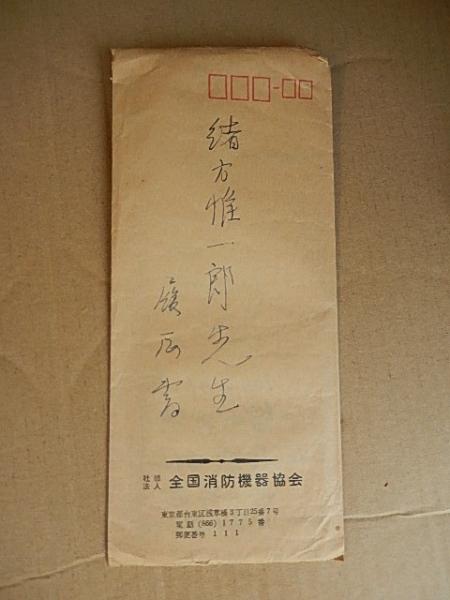 緒方惟一郎先生
社団法人 全国消防機器協会
東京都台東区浅草橋3丁目25番7号
電話 (866) 1775番
郵便番号 111